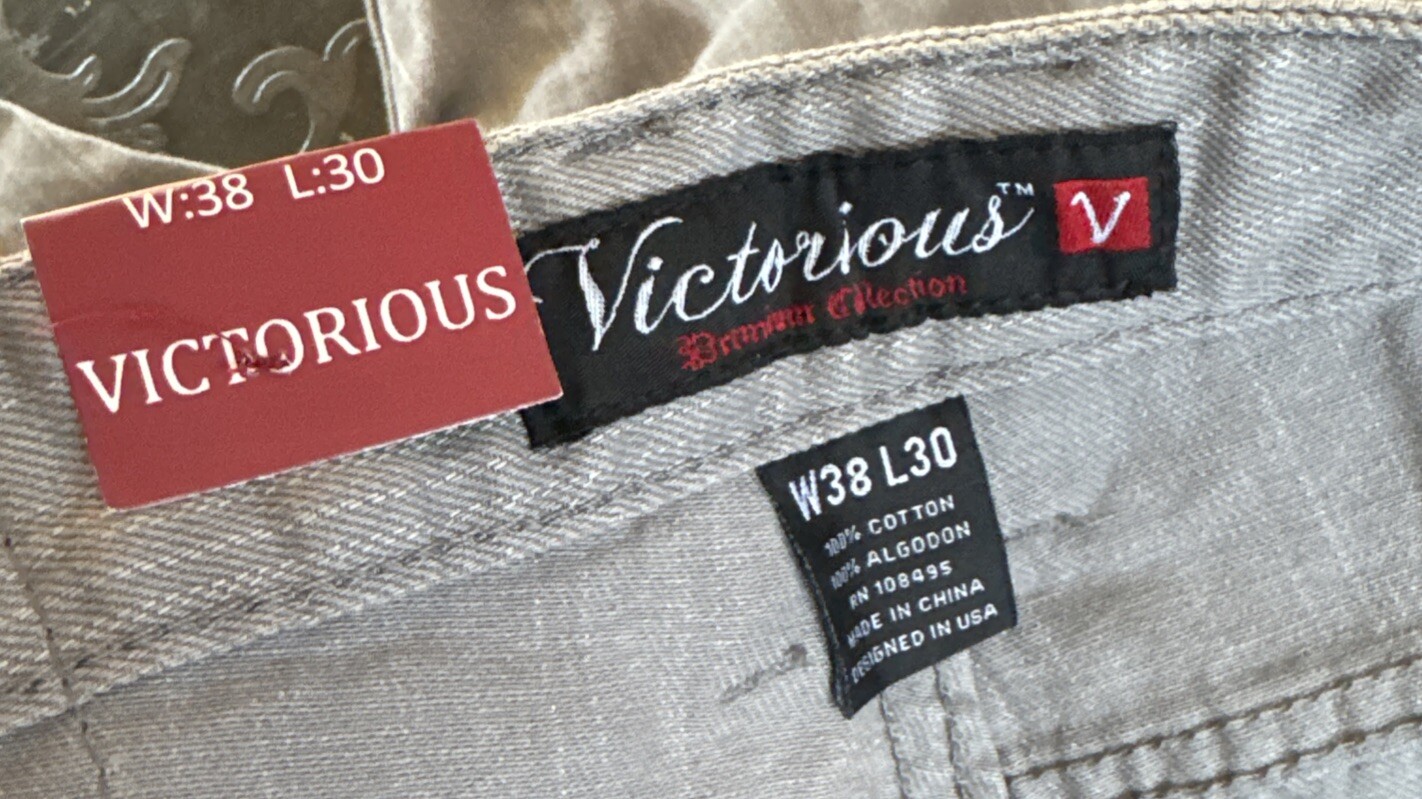 W:38 L:30
VICTORIOUS
Victorious™ V
Premium Collection
W38 L30
100% COTTON
100% ALGODON
RN 108495
MADE IN CHINA
DESIGNED IN USA